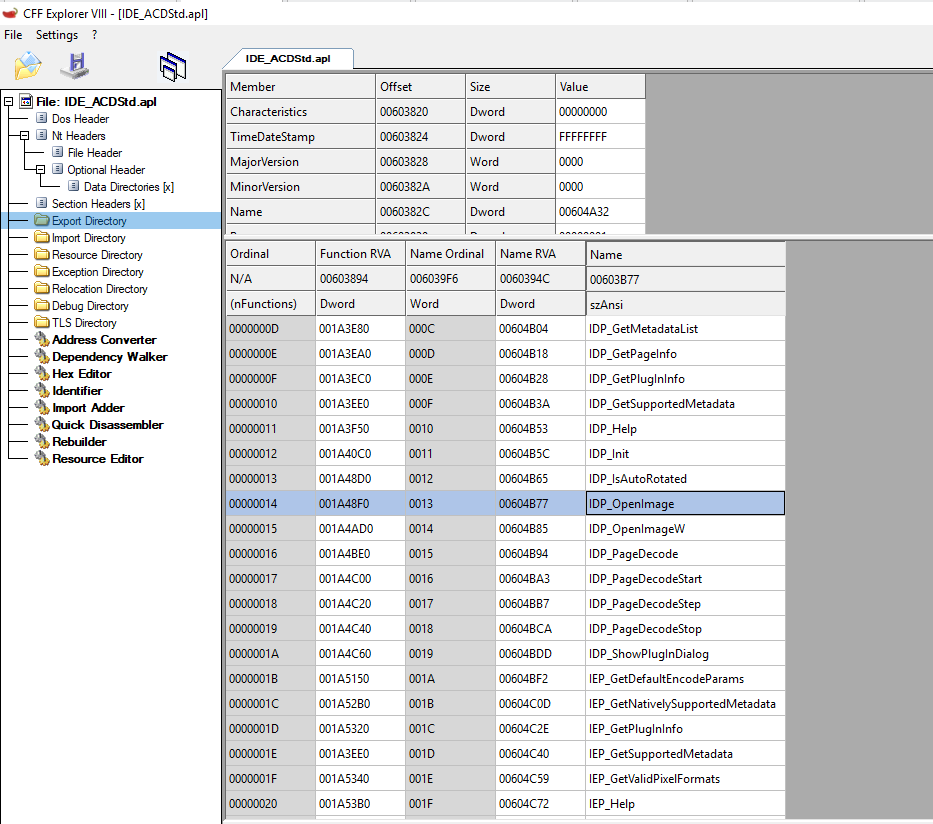 CFF Explorer VIII - [IDE_ACDStd.apl]
File Settings ?
IDE_ACDStd.apl
File: IDE_ACDStd.apl
Dos Header
Nt Headers
File Header
Optional Header
Data Directories [x]
Section Headers [x]
Export Directory
Import Directory
Resource Directory
Exception Directory
Relocation Directory
Debug Directory
TLS Directory
Address Converter
Dependency Walker
Hex Editor
Identifier
Import Adder
Quick Disassembler
Rebuilder
Resource Editor
Member Offset Size Value
Characteristics 00603820 Dword 00000000
TimeDateStamp 00603824 Dword FFFFFFFF
MajorVersion 00603828 Word 0000
MinorVersion 0060382A Word 0000
Name 0060382C Dword 00604A32
Ordinal Function RVA Name Ordinal Name RVA Name
N/A 00603894 006039F6 0060394C 00603B77
(nFunctions) Dword Word Dword szAnsi
0000000D 001A3E80 000C 00604B04 IDP_GetMetadataList
0000000E 001A3EA0 000D 00604B18 IDP_GetPageInfo
0000000F 001A3EC0 000E 00604B28 IDP_GetPlugInInfo
00000010 001A3EE0 000F 00604B3A IDP_GetSupportedMetadata
00000011 001A3F50 0010 00604B53 IDP_Help
00000012 001A40C0 0011 00604B5C IDP_Init
00000013 001A48D0 0012 00604B65 IDP_IsAutoRotated
00000014 001A48F0 0013 00604B77 IDP_OpenImage
00000015 001A4AD0 0014 00604B85 IDP_OpenImageW
00000016 001A4BE0 0015 00604B94 IDP_PageDecode
00000017 001A4C00 0016 00604BA3 IDP_PageDecodeStart
00000018 001A4C20 0017 00604BB7 IDP_PageDecodeStep
00000019 001A4C40 0018 00604BCA IDP_PageDecodeStop
0000001A 001A4C60 0019 00604BDD IDP_ShowPlugInDialog
0000001B 001A5150 001A 00604BF2 IEP_GetDefaultEncodeParams
0000001C 001A52B0 001B 00604C0D IEP_GetNativelySupportedMetadata
0000001D 001A5320 001C 00604C2E IEP_GetPlugInInfo
0000001E 001A3EE0 001D 00604C40 IEP_GetSupportedMetadata
0000001F 001A5340 001E 00604C59 IEP_GetValidPixelFormats
00000020 001A53B0 001F 00604C72 IEP_Help